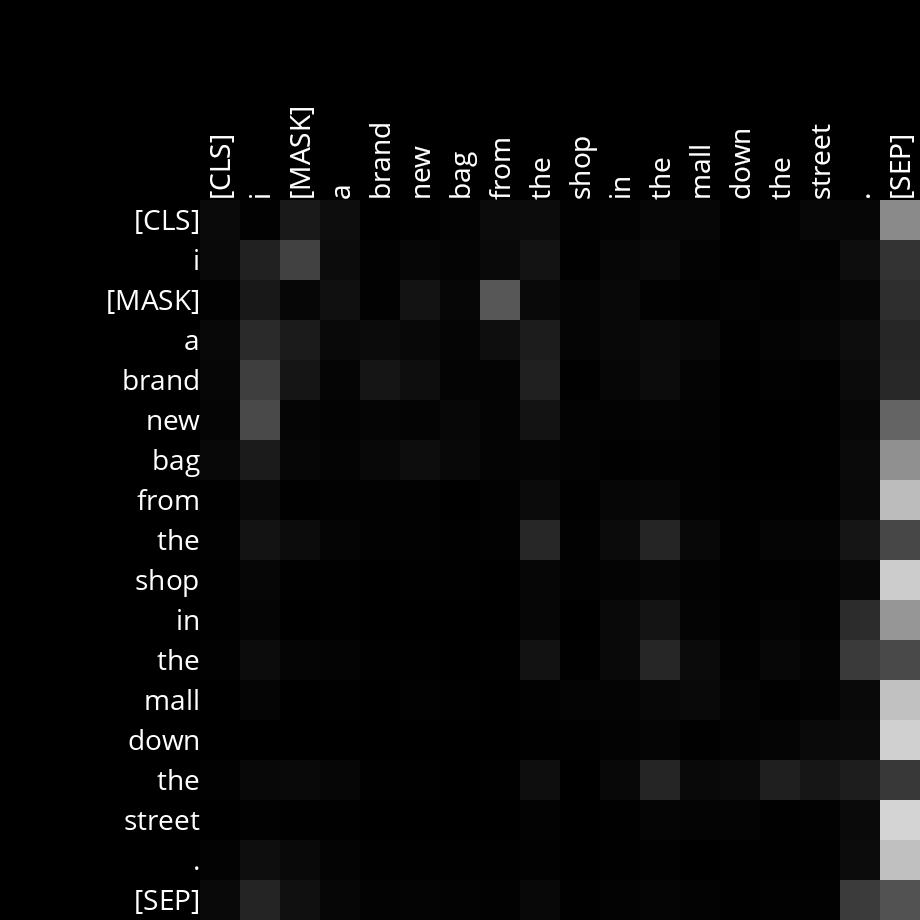 [CLS] i [MASK] a brand new bag from the shop in the mall down the street . [SEP]
[CLS]
i
[MASK]
a
brand
new
bag
from
the
shop
in
the
mall
down
the
street
.
[SEP]